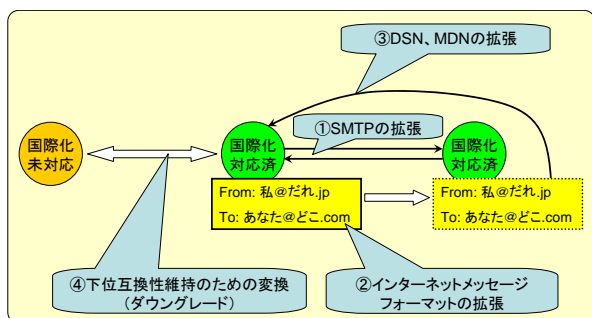 ③DSN、MDNの拡張
①SMTPの拡張
国際化
未対応
国際化
対応済
国際化
対応済
From: 私@だれ.jp
To: あなた@どこ.com
From: 私@だれ.jp
To: あなた@どこ.com
④下位互換性維持のための変換
(ダウングレード)
②インターネットメッセージ
フォーマットの拡張